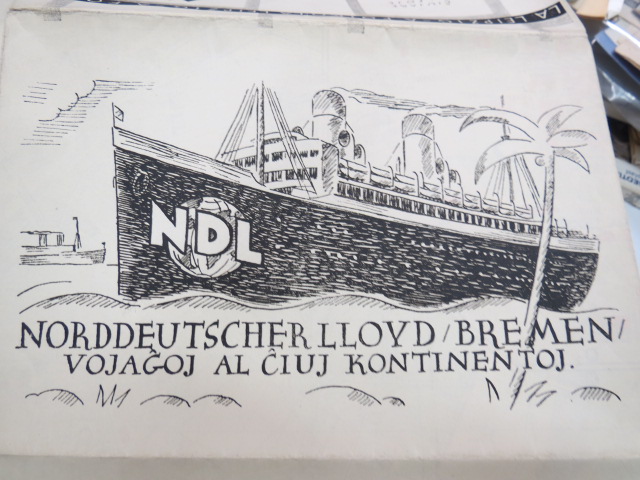 NDL
NORDDEUTSCHER LLOYD/BREMEN/
VOJAĜOJ AL ĈIUJ KONTINENTOJ.